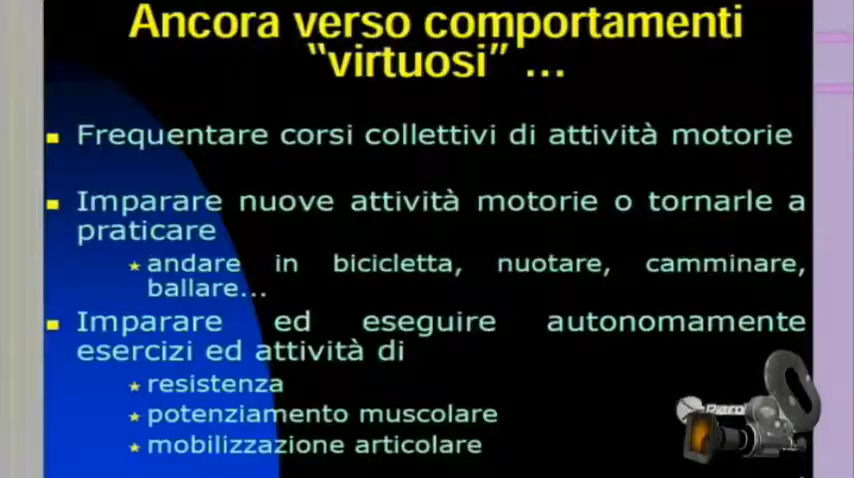 Ancora verso comportamenti
"virtuosi" ...
Frequentare corsi collettivi di attività motorie
Imparare nuove attività motorie o tornarle a
praticare
andare in bicicletta, nuotare, camminare,
ballare...
Imparare ed eseguire autonomamente
esercizi ed attività di
resistenza
potenziamento muscolare
mobilizzazione articolare